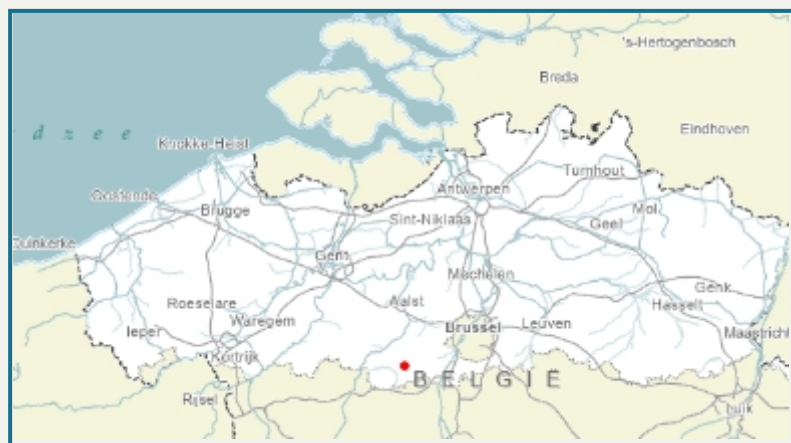 's-Hertogenbosch
Breda
Eindhoven
dzee
Knokke-Heist
Turnhout
Antwerpen
Oostende
Brugge
Sint-Niklaas
Geel
Mol
Duinkerke
Gent
Mechelen
Genk
Roeselare
Aalst
Hasselt
Waregem
Brussel
Leuven
Ieper
Maastricht
Kortrijk
BELGIË
Rijsel
Luik